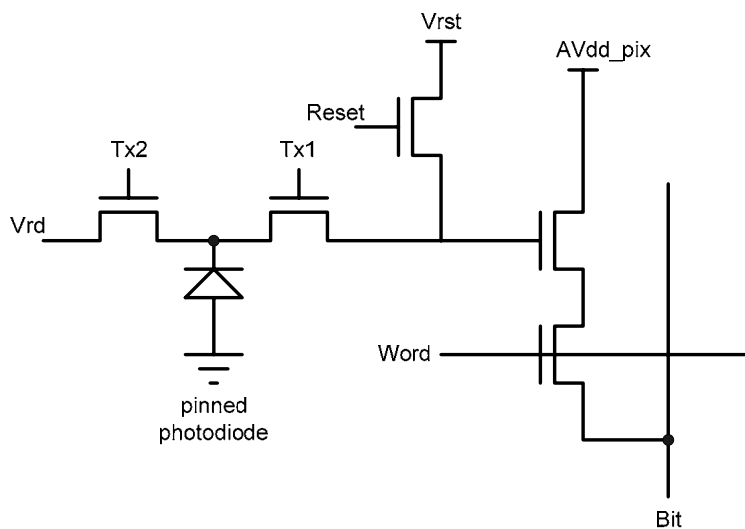 Vrst
AVdd_pix
Reset
Tx2
Tx1
Vrd
Word
pinned
photodiode
Bit